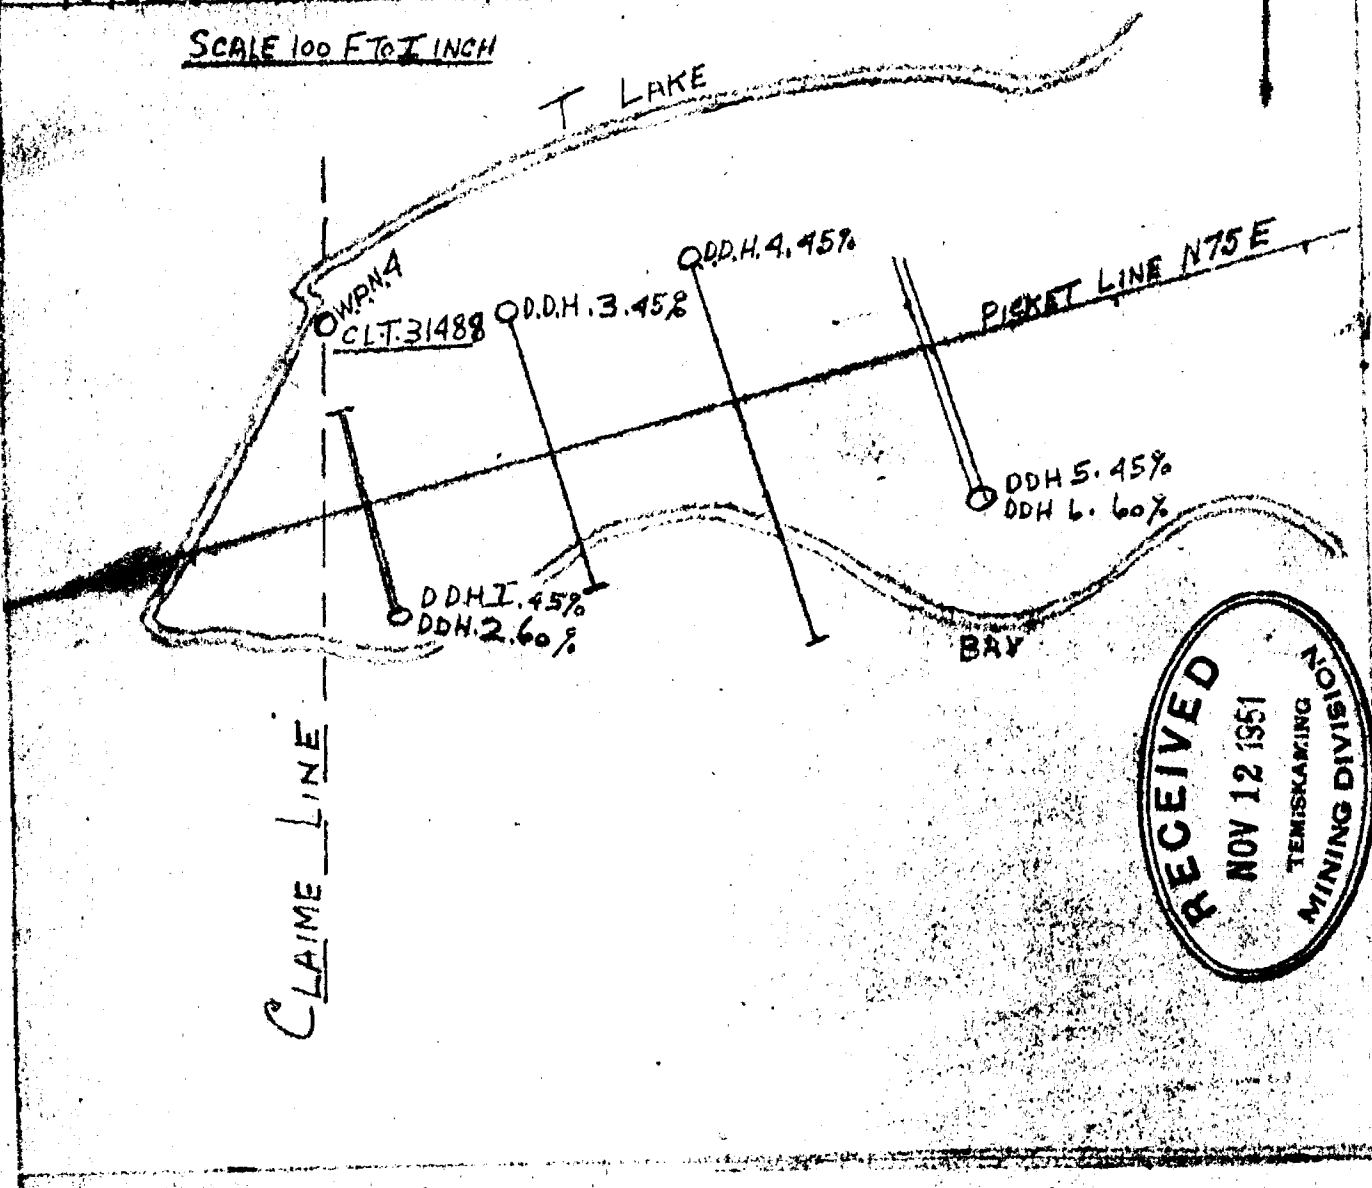 SCALE 100 F TO I INCH
T LAKE
W.P.N.4
CL.T.31488
D.D.H.3.45%
D.D.H.4.45%
PICKET LINE N75E
DDH 5.45%
DDH 6.60%
DDH I.45%
DDH.2.60%
BAY
CLAIME LINE
RECEIVED
NOV 12 1951
TEMISKAMING
MINING DIVISION